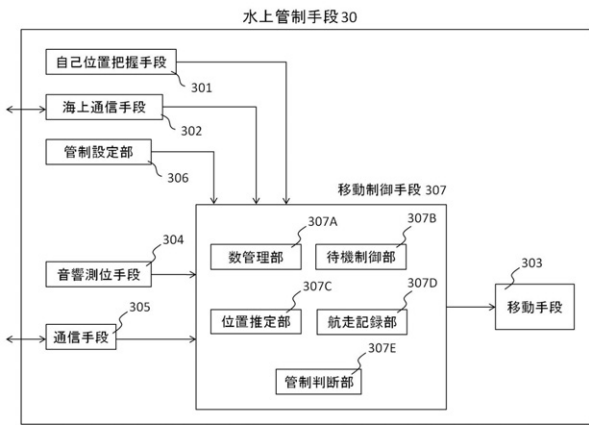 水上管制手段30
自己位置把握手段
301
海上通信手段
302
管制設定部
306
移動制御手段 307
307A
307B
数管理部
待機制御部
304
音響測位手段
307C
307D
303
位置推定部
航走記録部
移動手段
305
通信手段
307E
管制判断部